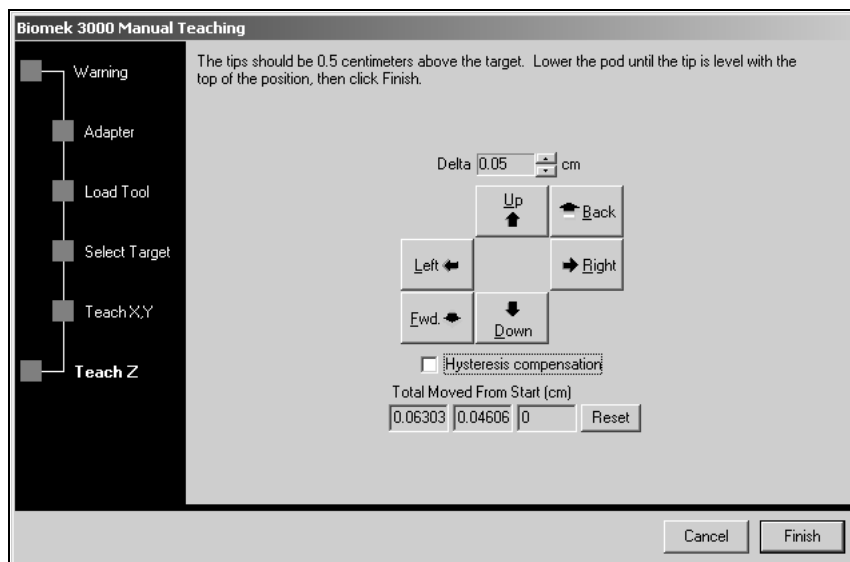 Biomek 3000 Manual Teaching
Warning
Adapter
Load Tool
Select Target
Teach X,Y
Teach Z
The tips should be 0.5 centimeters above the target. Lower the pod until the tip is level with the
top of the position, then click Finish.
Delta 0.05 cm
Up
Back
Left
Right
Fwd.
Down
Hysteresis compensation
Total Moved From Start (cm)
0.06303 0.04606 0 Reset
Cancel Finish